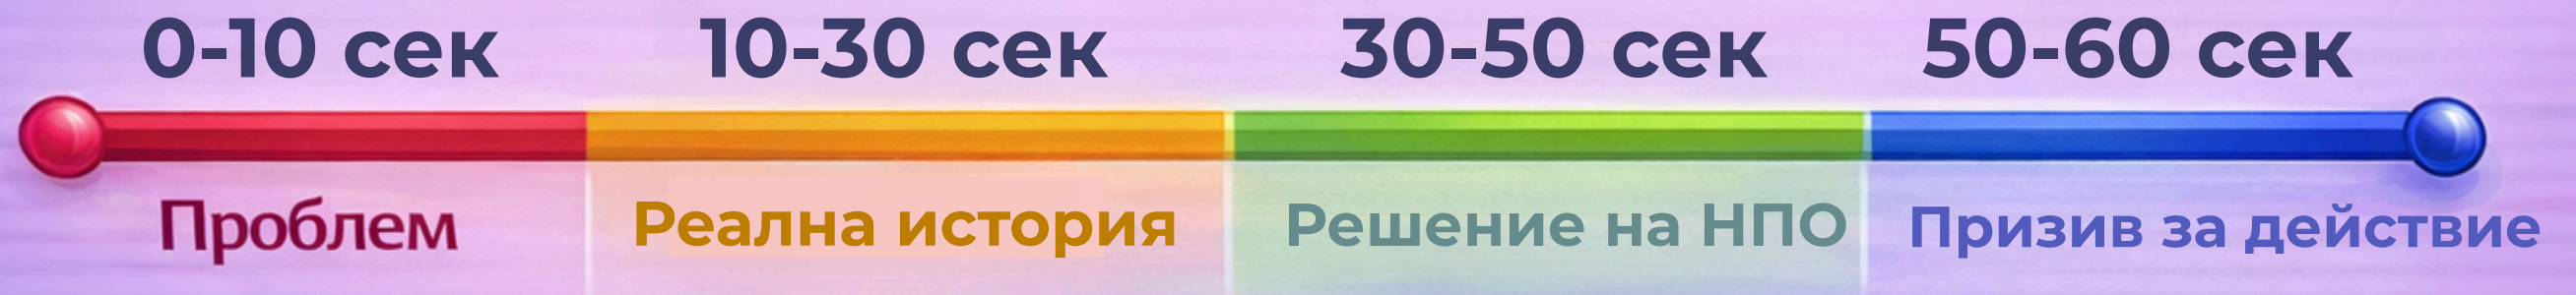 0-10 сек 10-30 сек 30-50 сек 50-60 сек
Проблем Реална история Решение на НПО Призив за действие